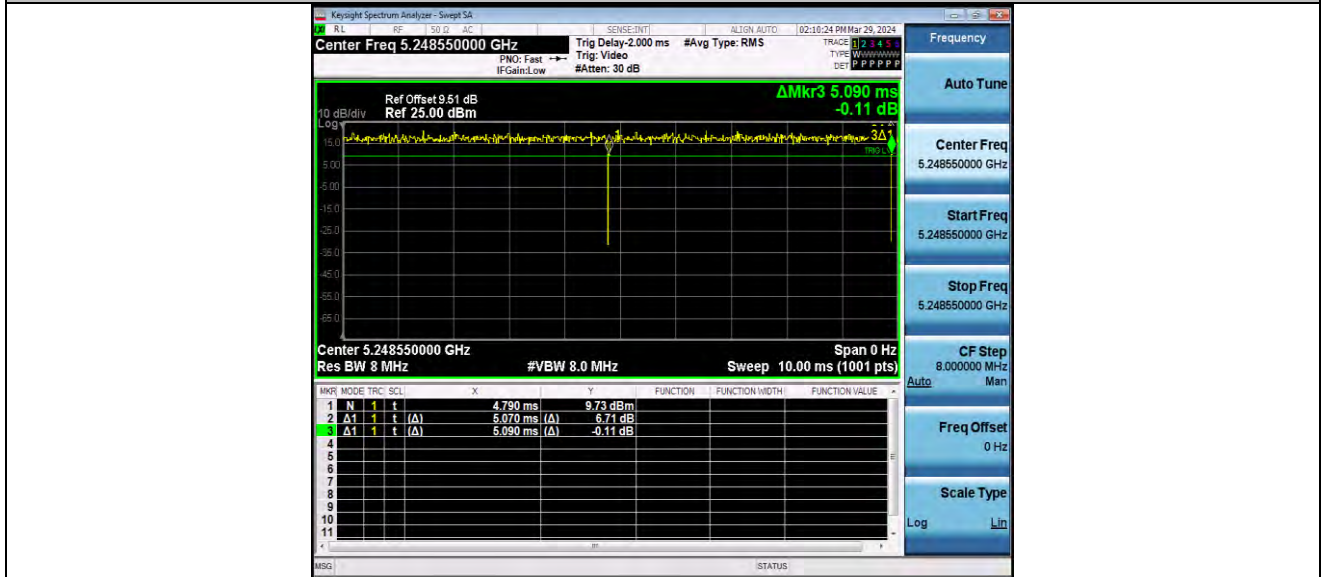 Keysight Spectrum Analyzer - Swept SA
RL RF 50 Ω AC SENSE:INT ALIGN AUTO 02:10:24 PM Mar 29, 2024
Center Freq 5.248550000 GHz Trig Delay-2.000 ms #Avg Type: RMS TRACE 1 2 3 4 5 6
PNO: Fast Trig: Video TYPE W
IFGain:Low #Atten: 30 dB DET P P P P P P
Frequency
Auto Tune
Center Freq
5.248550000 GHz
Start Freq
5.248550000 GHz
Stop Freq
5.248550000 GHz
CF Step
8.000000 MHz
Auto Man
Freq Offset
0 Hz
Scale Type
Log Lin
ΔMkr3 5.090 ms
-0.11 dB
Ref Offset 9.51 dB
10 dB/div Ref 25.00 dBm
Log
15.0
5.00
-5.00
-15.0
-25.0
-35.0
-45.0
-55.0
-65.0
1
3Δ1
Center 5.248550000 GHz Span 0 Hz
Res BW 8 MHz #VBW 8.0 MHz Sweep 10.00 ms (1001 pts)
MKR MODE TRC SCL X Y FUNCTION FUNCTION WIDTH FUNCTION VALUE
1 N 1 t 4.790 ms 9.73 dBm
2 Δ1 1 t (Δ) 5.070 ms (Δ) 6.71 dB
3 Δ1 1 t (Δ) 5.090 ms (Δ) -0.11 dB
4
5
6
7
8
9
10
11
MSG STATUS